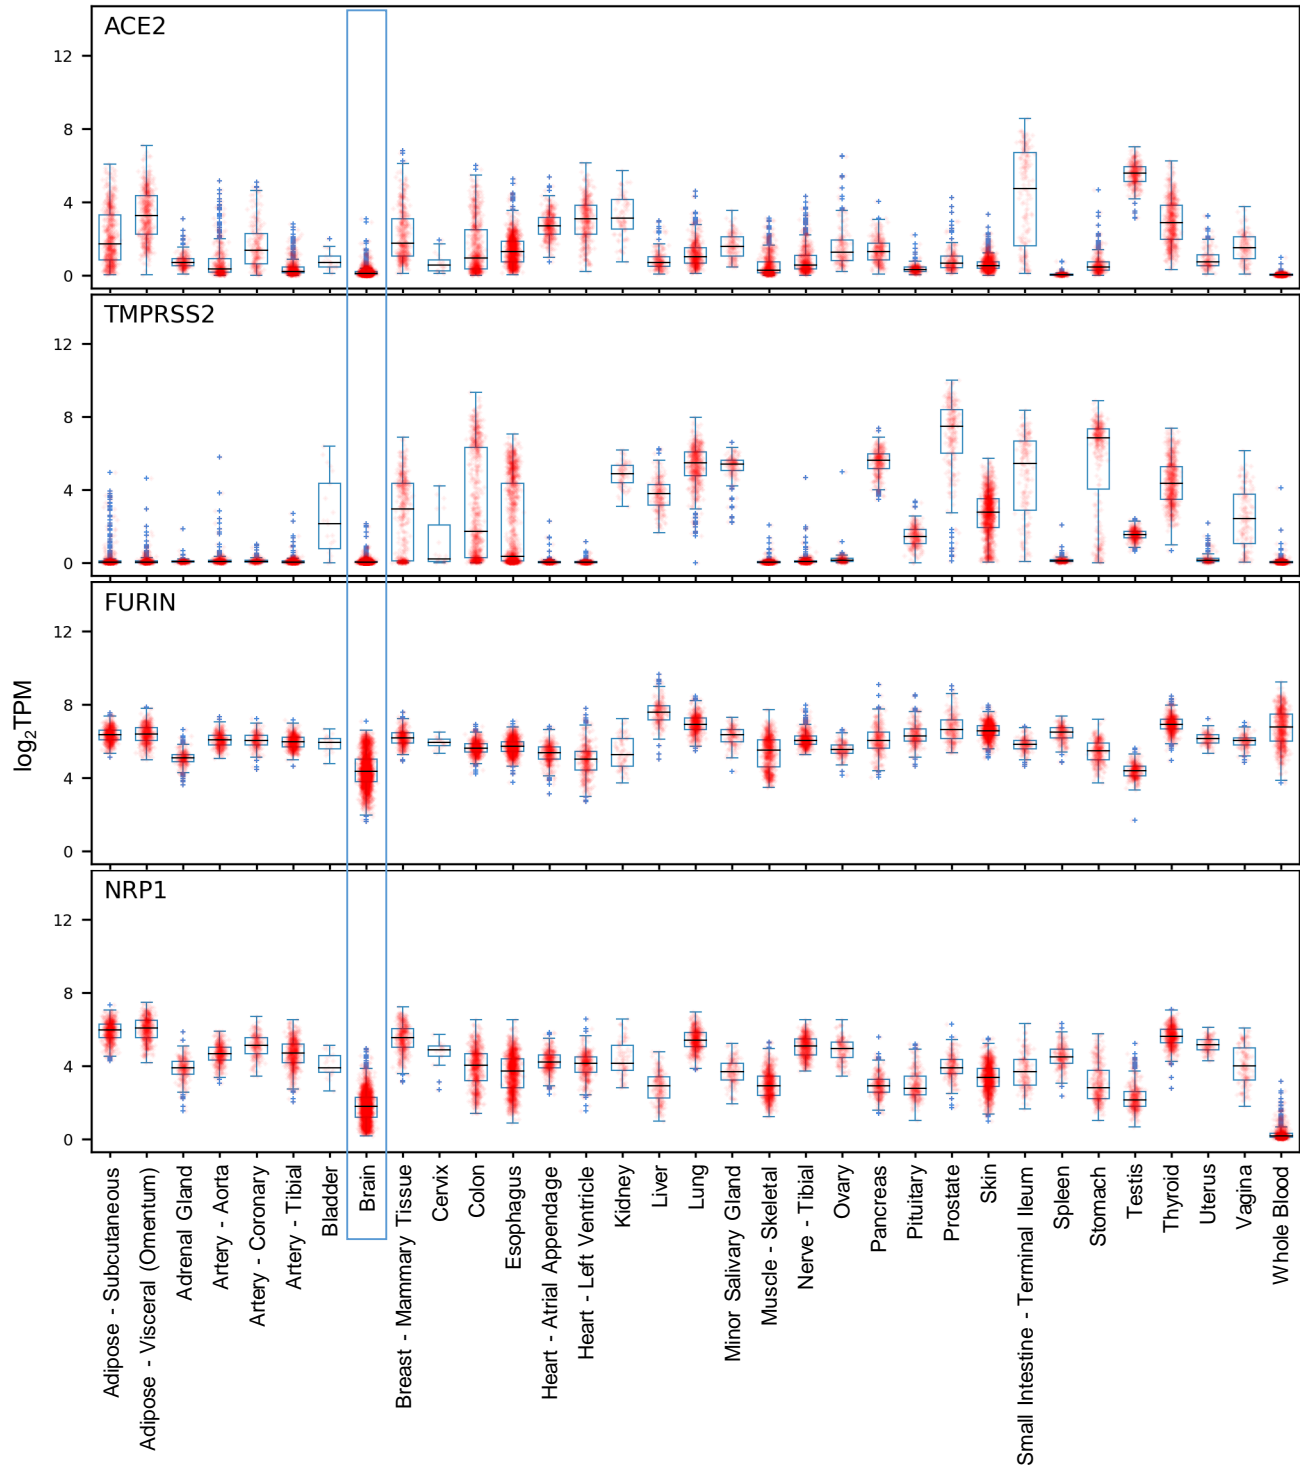 ACE2
12
8
4
0
TMPRSS2
12
8
4
0
FURIN
12
8
4
0
log₂TPM
NRP1
12
8
4
0
Adipose - Subcutaneous
Adipose - Visceral (Omentum)
Adrenal Gland
Artery - Aorta
Artery - Coronary
Artery - Tibial
Bladder
Brain
Breast - Mammary Tissue
Cervix
Colon
Esophagus
Heart - Atrial Appendage
Heart - Left Ventricle
Kidney
Liver
Lung
Minor Salivary Gland
Muscle - Skeletal
Nerve - Tibial
Ovary
Pancreas
Pituitary
Prostate
Skin
Small Intestine - Terminal Ileum
Spleen
Stomach
Testis
Thyroid
Uterus
Vagina
Whole Blood